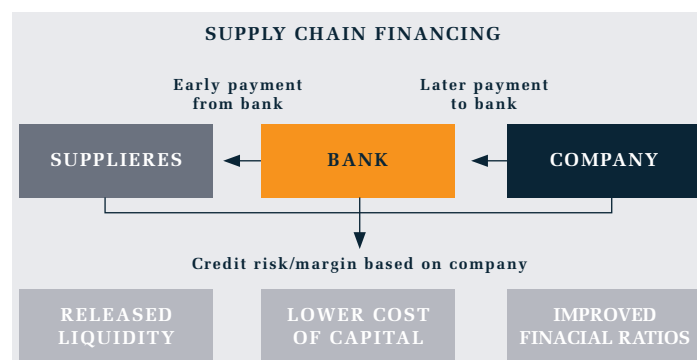 SUPPLY CHAIN FINANCING
Early payment
from bank
Later payment
to bank
SUPPLIERES
BANK
COMPANY
Credit risk/margin based on company
RELEASED
LIQUIDITY
LOWER COST
OF CAPITAL
IMPROVED
FINACIAL RATIOS